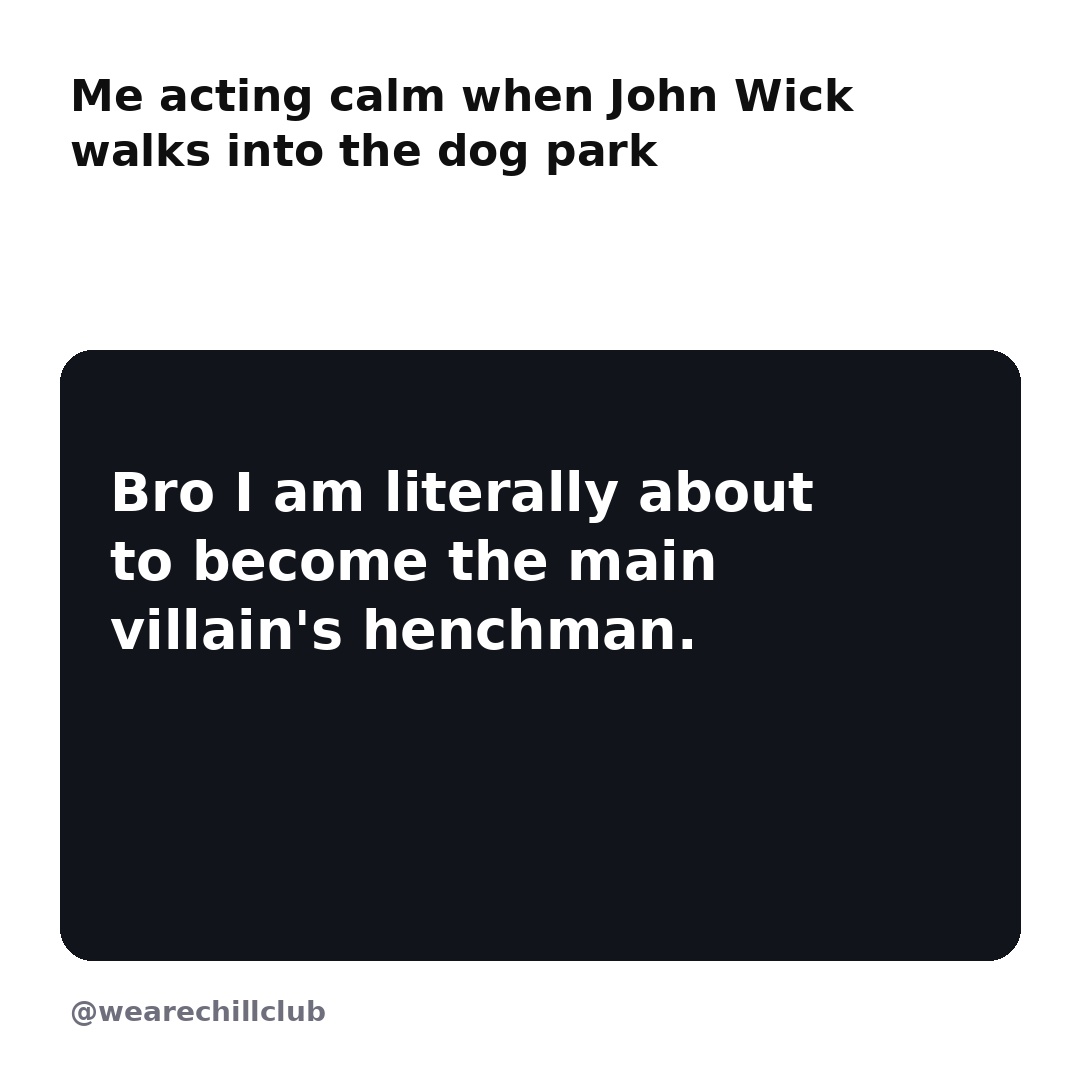 Me acting calm when John Wick
walks into the dog park
Bro I am literally about
to become the main
villain's henchman.
@wearechillclub